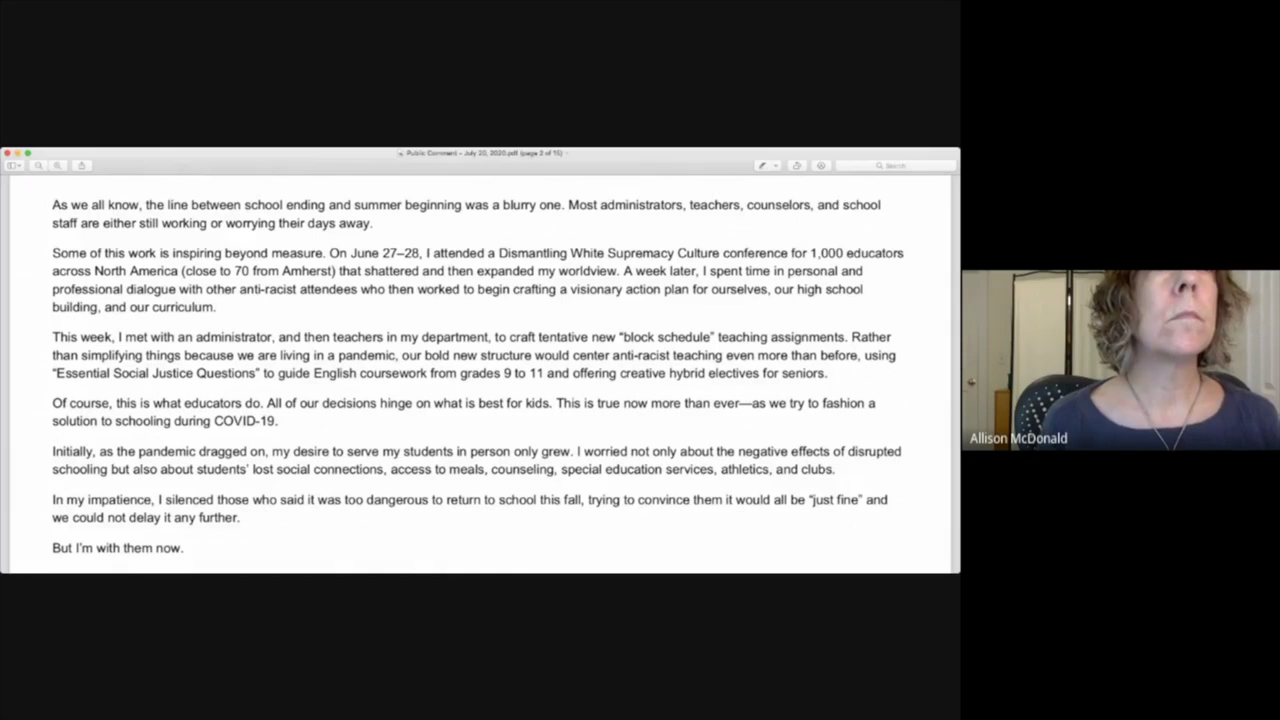 Public Comment - July 20, 2020.pdf (page 2 of 15)
Search
As we all know, the line between school ending and summer beginning was a blurry one. Most administrators, teachers, counselors, and school
staff are either still working or worrying their days away.
Some of this work is inspiring beyond measure. On June 27–28, I attended a Dismantling White Supremacy Culture conference for 1,000 educators
across North America (close to 70 from Amherst) that shattered and then expanded my worldview. A week later, I spent time in personal and
professional dialogue with other anti-racist attendees who then worked to begin crafting a visionary action plan for ourselves, our high school
building, and our curriculum.
This week, I met with an administrator, and then teachers in my department, to craft tentative new “block schedule” teaching assignments. Rather
than simplifying things because we are living in a pandemic, our bold new structure would center anti-racist teaching even more than before, using
“Essential Social Justice Questions” to guide English coursework from grades 9 to 11 and offering creative hybrid electives for seniors.
Of course, this is what educators do. All of our decisions hinge on what is best for kids. This is true now more than ever—as we try to fashion a
solution to schooling during COVID-19.
Initially, as the pandemic dragged on, my desire to serve my students in person only grew. I worried not only about the negative effects of disrupted
schooling but also about students’ lost social connections, access to meals, counseling, special education services, athletics, and clubs.
In my impatience, I silenced those who said it was too dangerous to return to school this fall, trying to convince them it would all be “just fine” and
we could not delay it any further.
But I’m with them now.
Allison McDonald